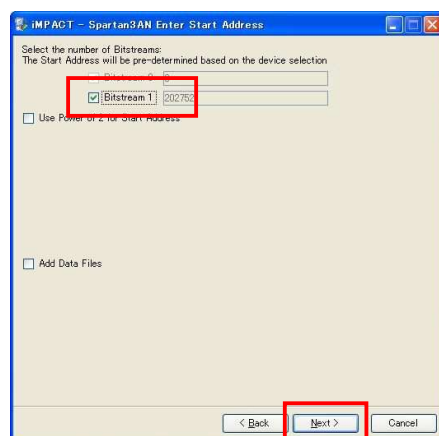 iMPACT - Spartan3AN Enter Start Address
Select the number of Bitstreams:
The Start Address will be pre-determined based on the device selection
Bitstream 0 0
Bitstream 1 202752
Use Power of 2 for Start Address
Add Data Files
< Back Next > Cancel